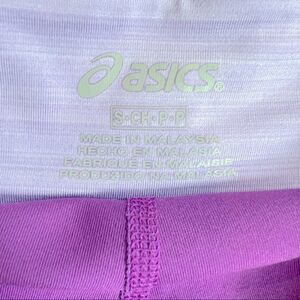 asics®
S·CH·P·P
MADE IN MALAYSIA
HECHO EN MALASIA
FABRIQUÉ EN MALAISIE
PRODUZIDO NA MALÁSIA